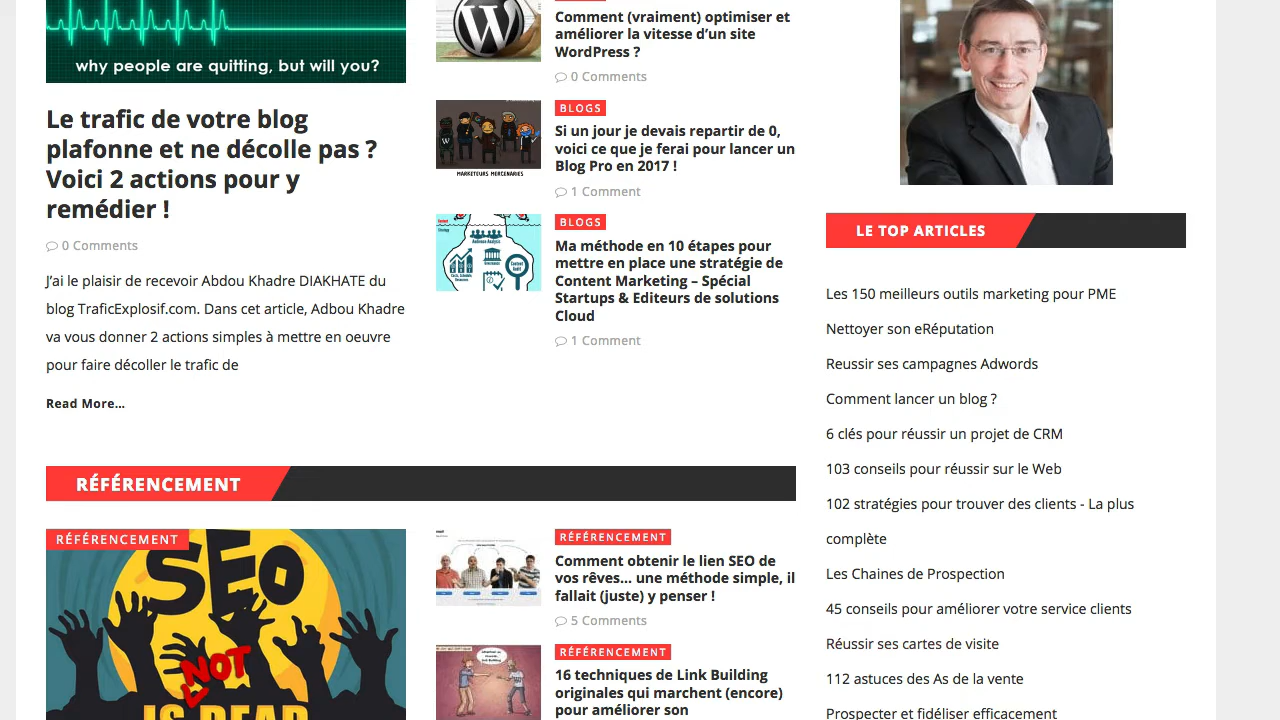 why people are quitting, but will you?
Le trafic de votre blog
plafonne et ne décolle pas ?
Voici 2 actions pour y
remédier !
0 Comments
J'ai le plaisir de recevoir Abdou Khadre DIAKHATE du
blog TraficExplosif.com. Dans cet article, Adbou Khadre
va vous donner 2 actions simples à mettre en oeuvre
pour faire décoller le trafic de
Read More...
Comment (vraiment) optimiser et
améliorer la vitesse d’un site
WordPress ?
0 Comments
BLOGS
Si un jour je devais repartir de 0,
voici ce que je ferai pour lancer un
Blog Pro en 2017 !
1 Comment
MARKETEURS MERCENARIES
BLOGS
Ma méthode en 10 étapes pour
mettre en place une stratégie de
Content Marketing – Spécial
Startups & Editeurs de solutions
Cloud
1 Comment
Audience Analysis
Governance
Content
Audit
RÉFÉRENCEMENT
RÉFÉRENCEMENT
SEO
IS NOT DEAD
RÉFÉRENCEMENT
Comment obtenir le lien SEO de
vos rêves… une méthode simple, il
fallait (juste) y penser !
5 Comments
RÉFÉRENCEMENT
16 techniques de Link Building
originales qui marchent (encore)
pour améliorer son
LE TOP ARTICLES
Les 150 meilleurs outils marketing pour PME
Nettoyer son eRéputation
Reussir ses campagnes Adwords
Comment lancer un blog ?
6 clés pour réussir un projet de CRM
103 conseils pour réussir sur le Web
102 stratégies pour trouver des clients - La plus
complète
Les Chaines de Prospection
45 conseils pour améliorer votre service clients
Réussir ses cartes de visite
112 astuces des As de la vente
Prospecter et fidéliser efficacement